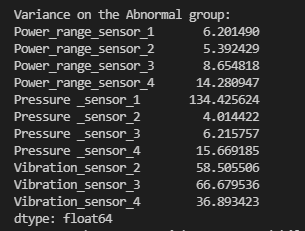 Variance on the Abnormal group:
Power_range_sensor_1 6.201490
Power_range_sensor_2 5.392429
Power_range_sensor_3 8.654818
Power_range_sensor_4 14.280947
Pressure _sensor_1 134.425624
Pressure _sensor_2 4.014422
Pressure _sensor_3 6.215757
Pressure _sensor_4 15.669185
Vibration_sensor_2 58.505506
Vibration_sensor_3 66.679536
Vibration_sensor_4 36.893423
dtype: float64